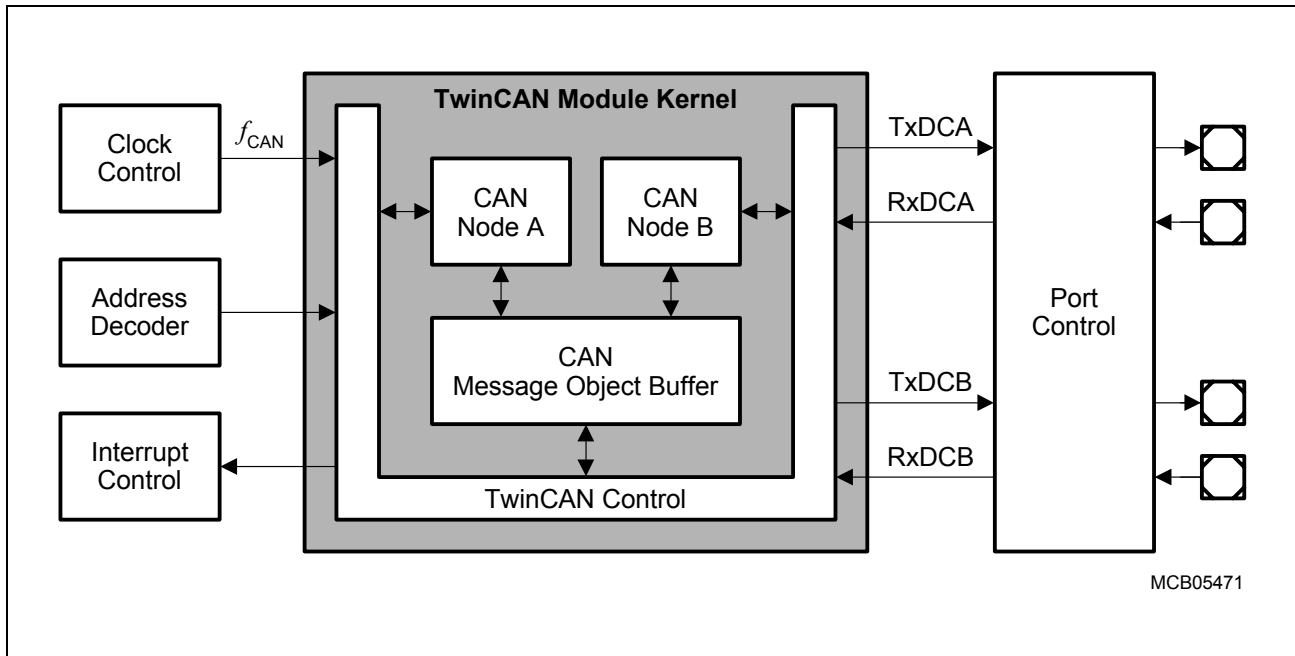 TwinCAN Module Kernel
Clock
Control
fCAN
Address
Decoder
Interrupt
Control
CAN
Node A
CAN
Node B
CAN
Message Object Buffer
TwinCAN Control
TxDCA
RxDCA
TxDCB
RxDCB
Port
Control
MCB05471